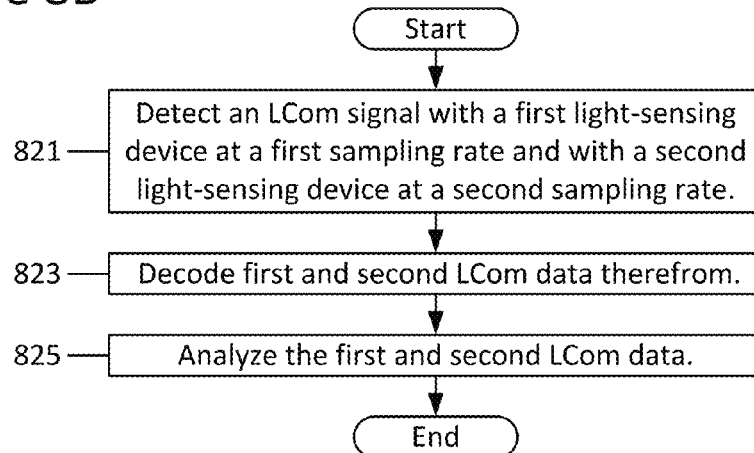 Start
821
Detect an LCom signal with a first light-sensing
device at a first sampling rate and with a second
light-sensing device at a second sampling rate.
823
Decode first and second LCom data therefrom.
825
Analyze the first and second LCom data.
End